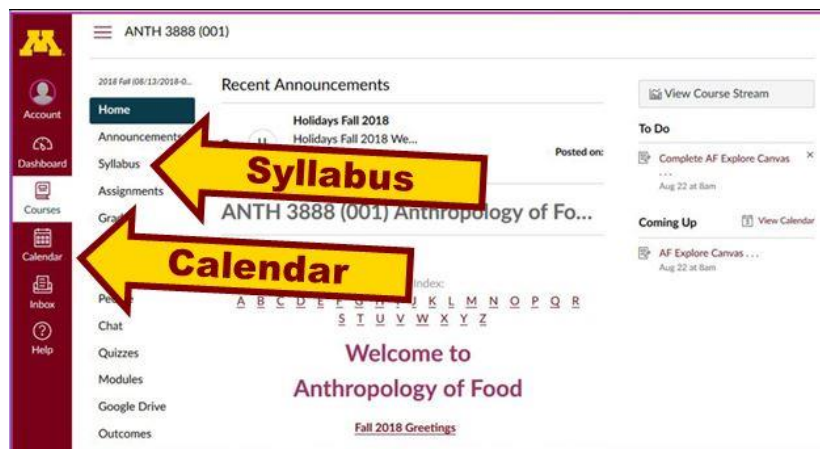 M
ANTH 3888 (001)
Account
Dashboard
Courses
Calendar
Inbox
Help
2018 Fall (08/13/2018-0...
Home
Announcements
Syllabus
Assignments
Grad
People
Chat
Quizzes
Modules
Google Drive
Outcomes
Recent Announcements
Holidays Fall 2018
Holidays Fall 2018 We...
Posted on:
Syllabus
ANTH 3888 (001) Anthropology of Fo...
Calendar
Index:
A B C D E F G H I J K L M N O P Q R
S T U V W X Y Z
Welcome to
Anthropology of Food
Fall 2018 Greetings
View Course Stream
To Do
Complete AF Explore Canvas
. . .
Aug 22 at 8am
×
Coming Up
View Calendar
AF Explore Canvas . . .
Aug 22 at 8am